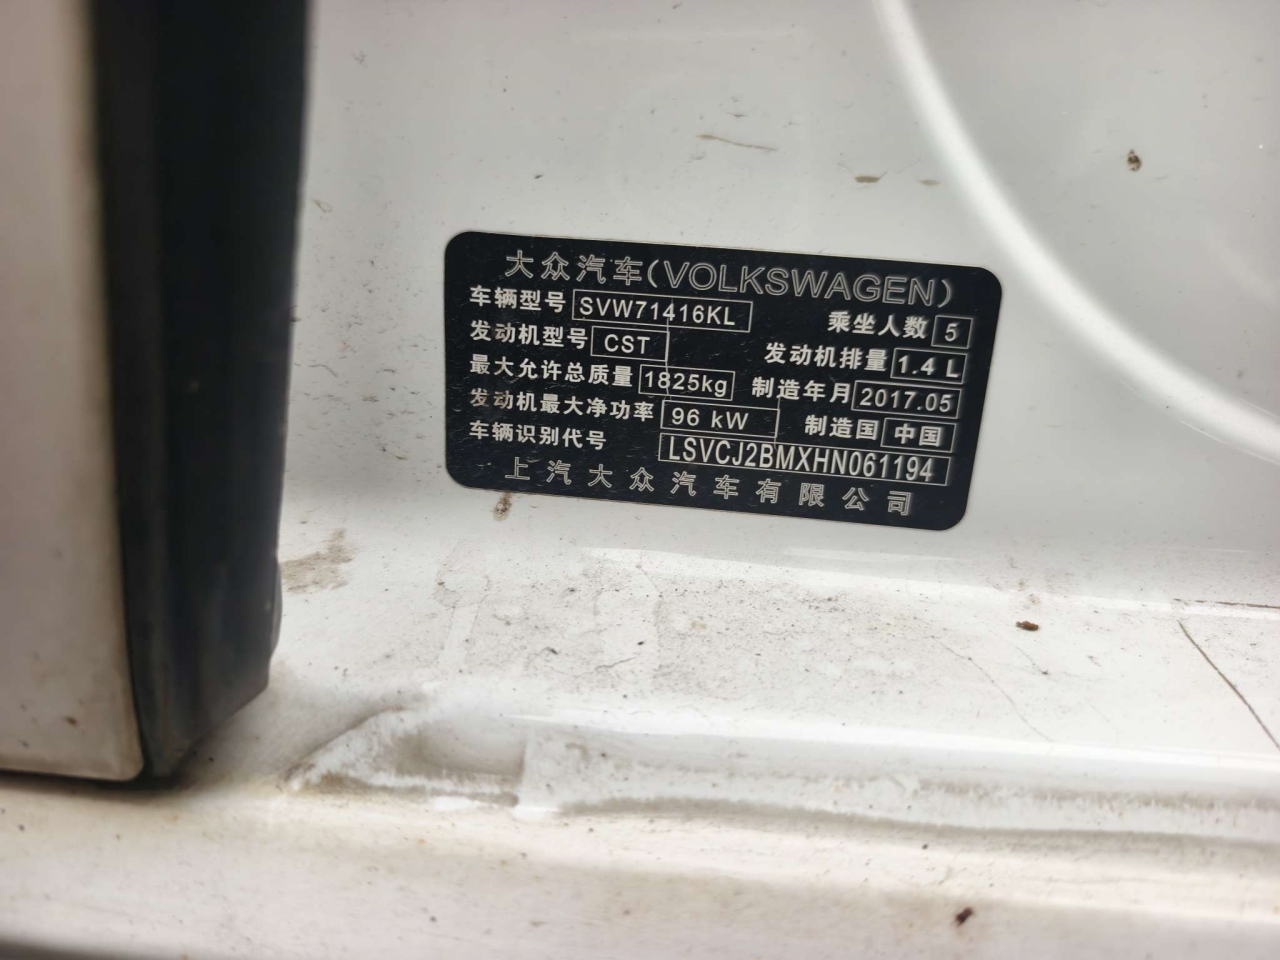 大众汽车(VOLKSWAGEN)
车辆型号 SVW71416KL 乘坐人数 5
发动机型号 CST 发动机排量 1.4 L
最大允许总质量 1825kg 制造年月 2017.05
发动机最大净功率 96 kW 制造国 中国
车辆识别代号 LSVCJ2BMXHN061194
上汽大众汽车有限公司